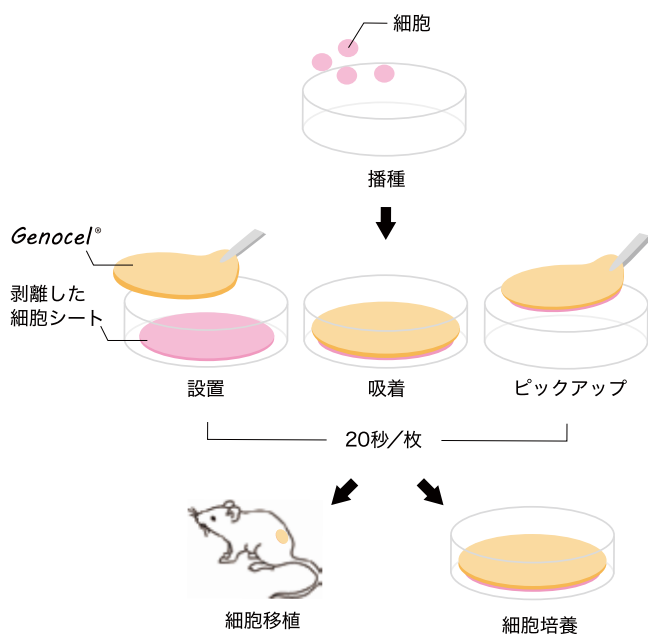 細胞
播種
Genocel®
剥離した
細胞シート
設置
吸着
ピックアップ
20秒/枚
細胞移植
細胞培養